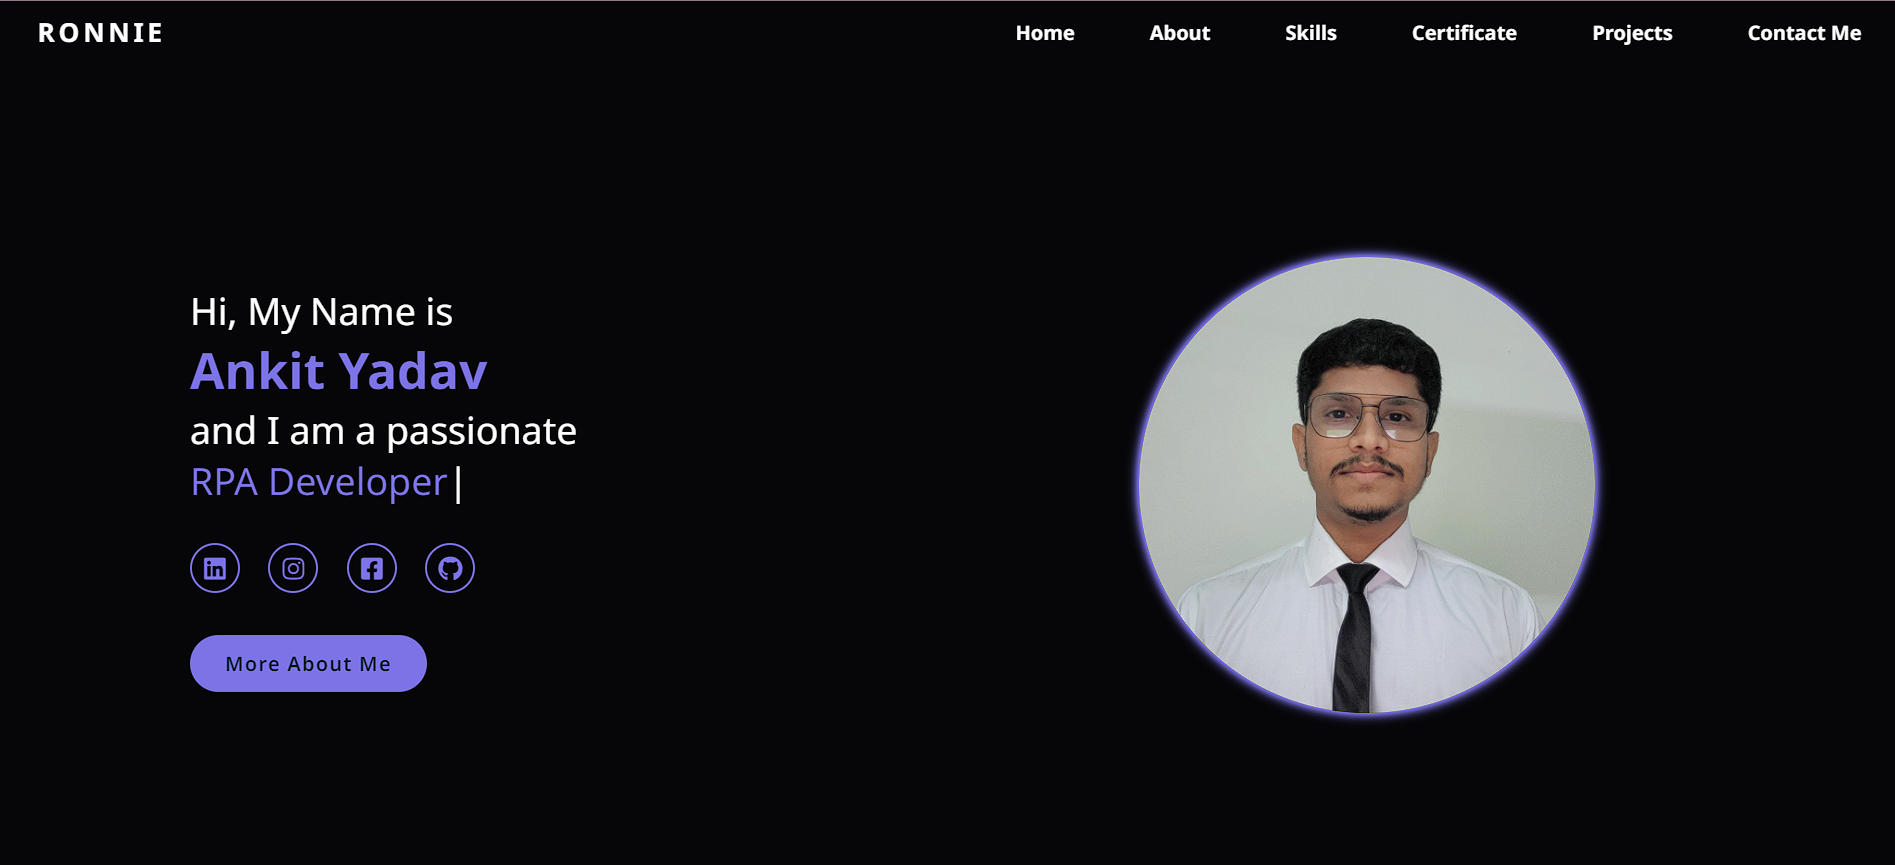 RONNIE
Home About Skills Certificate Projects Contact Me
Hi, My Name is
Ankit Yadav
and I am a passionate
RPA Developer|
More About Me